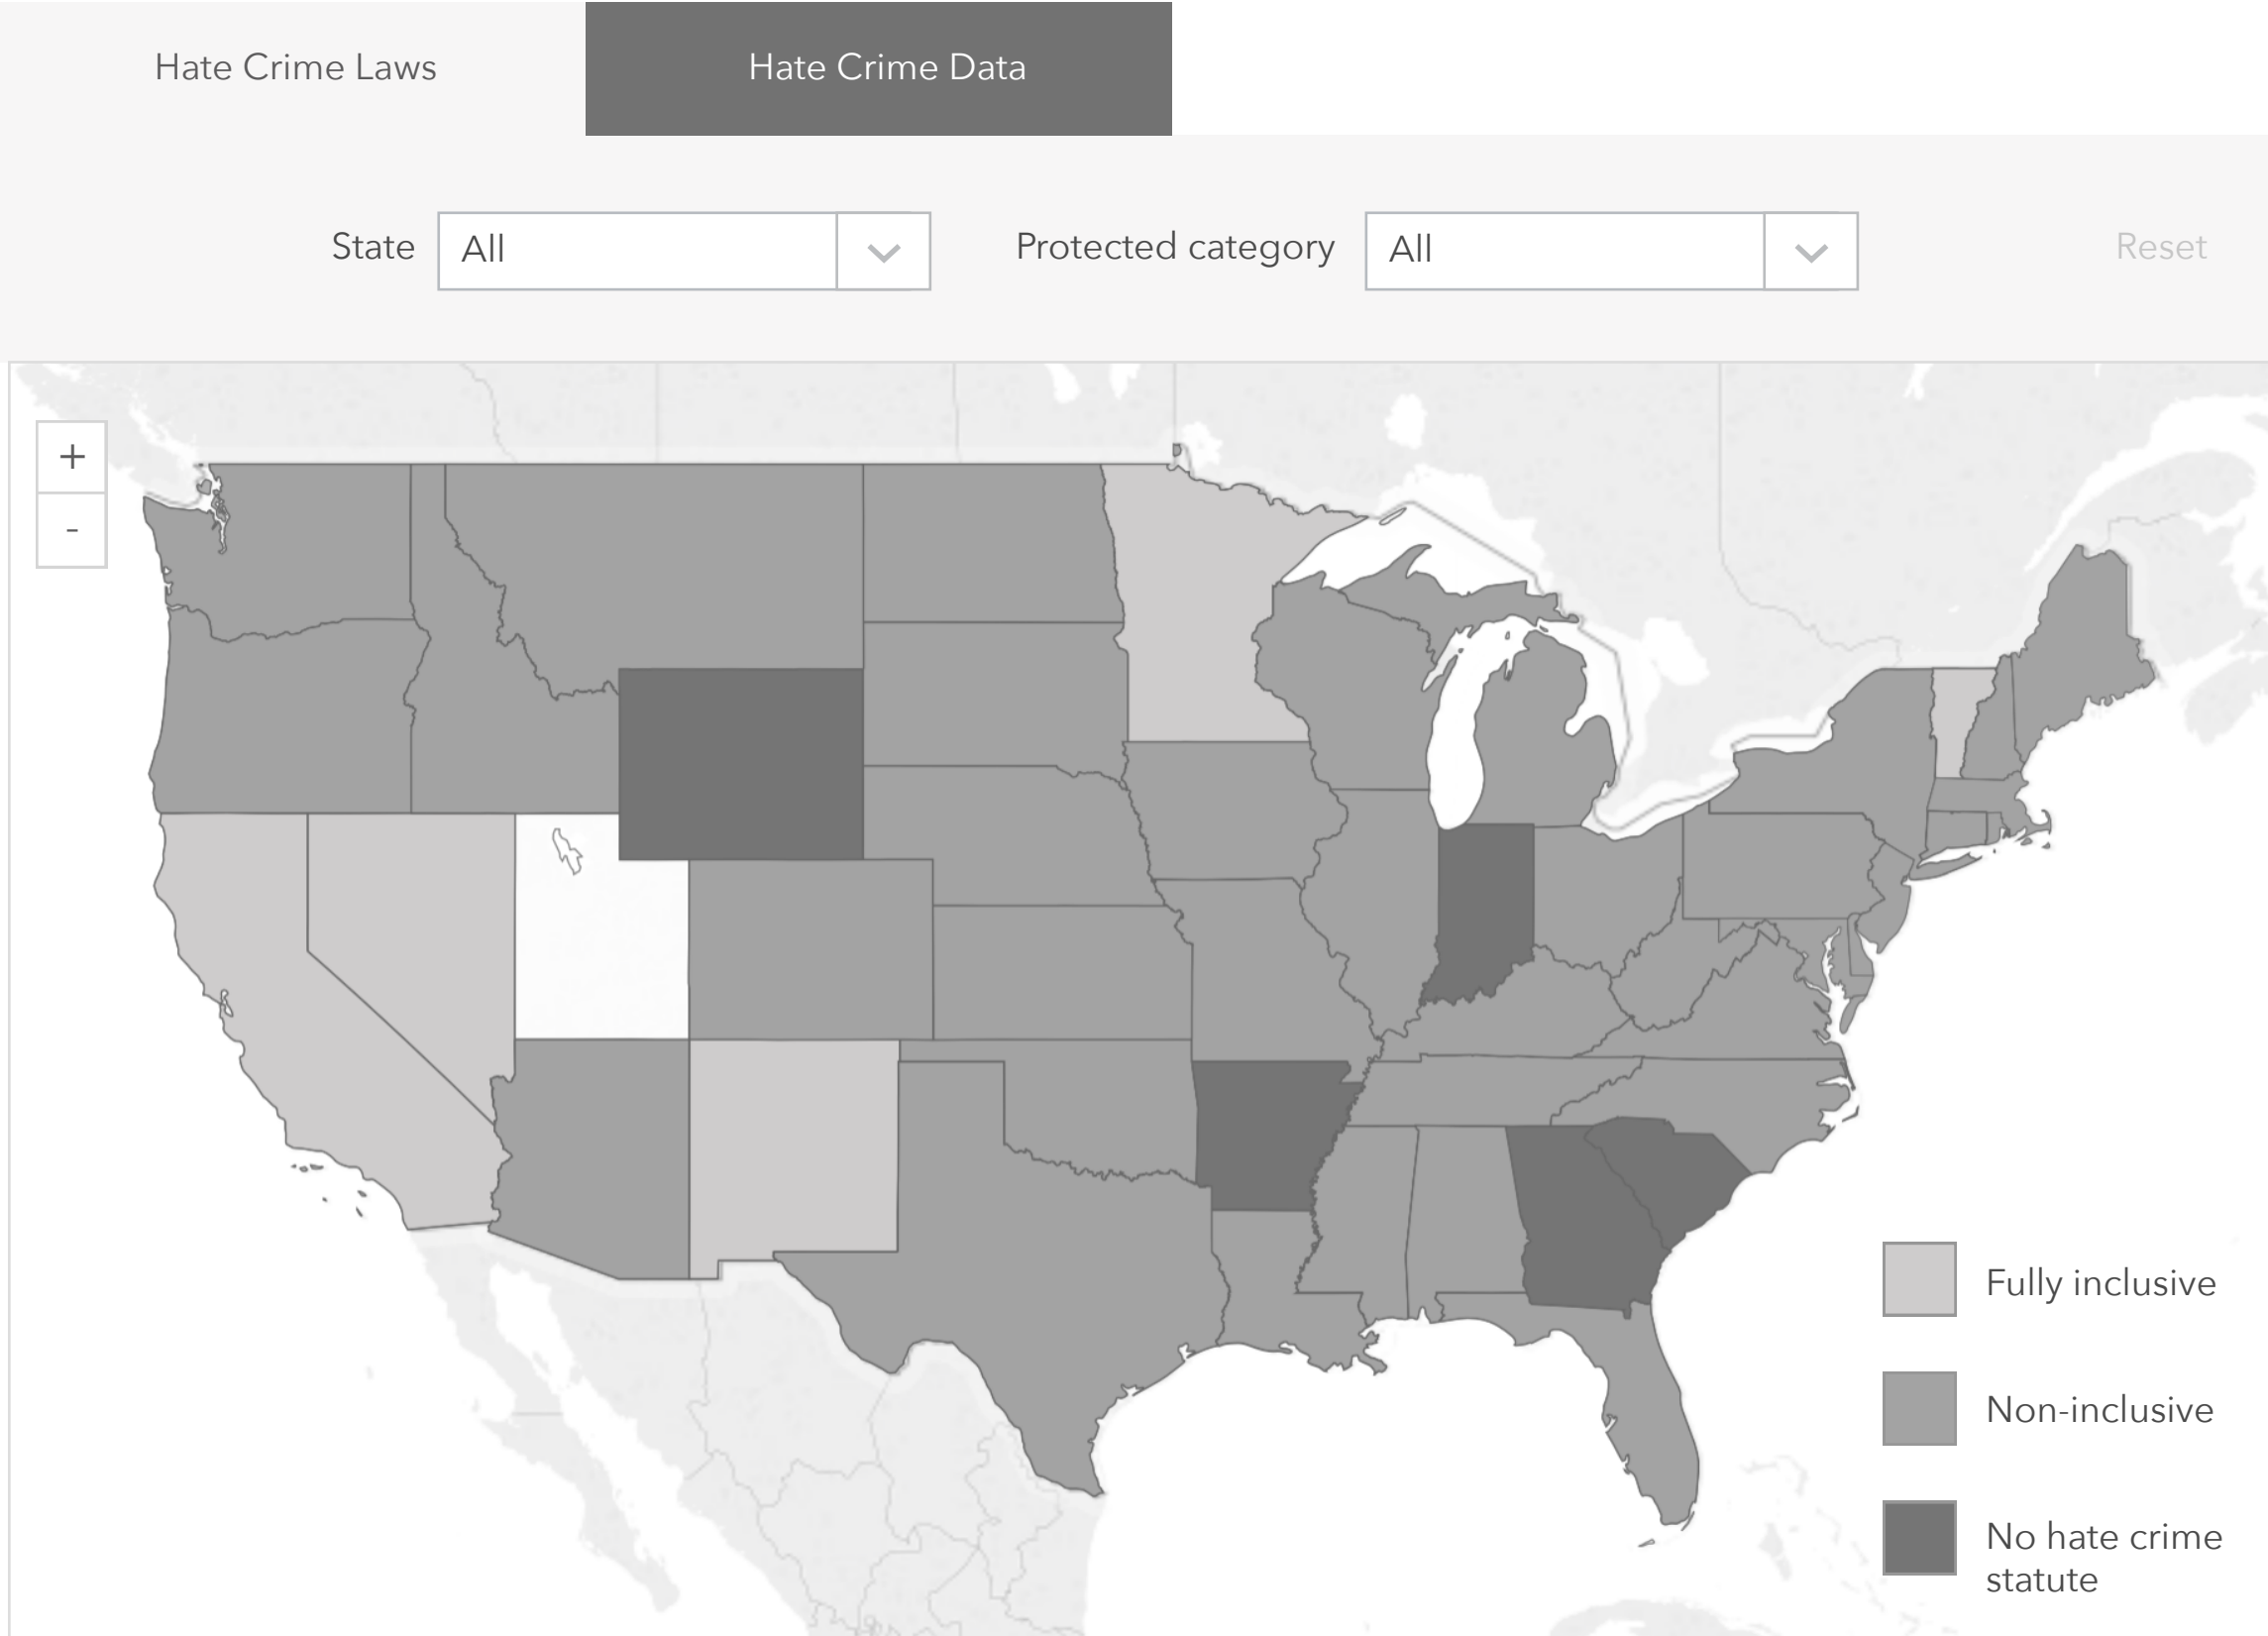 Hate Crime Laws
Hate Crime Data
State
All
Protected category
All
Reset
+
-
Fully inclusive
Non-inclusive
No hate crime
statute